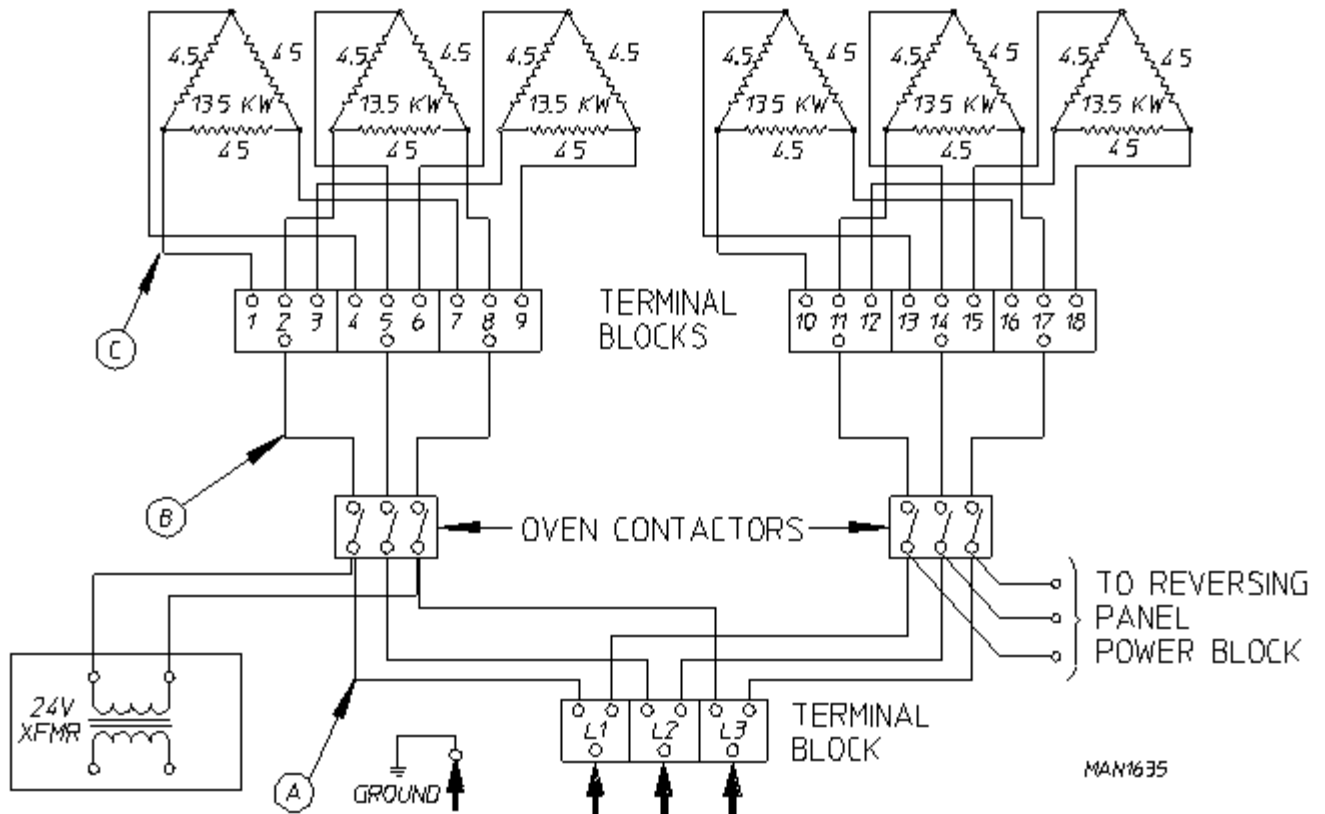 4.5 4 5 4.5 4.5 4.5 4.5 4.5 4 5 4.5 4 5 4.5 4 5
13 5 KW 13.5 KW 13.5 KW 13 5 KW 13 5 KW 13.5 KW
4 5 4 5 4 5 4.5 4.5 4 5
1 2 3 4 5 6 7 8 9
TERMINAL
BLOCKS
10 11 12 13 14 15 16 17 18
C
B
OVEN CONTACTORS
TO REVERSING
PANEL
POWER BLOCK
24V
XFMR
A
GROUND
L1 L2 L3
TERMINAL
BLOCK
MAN1635